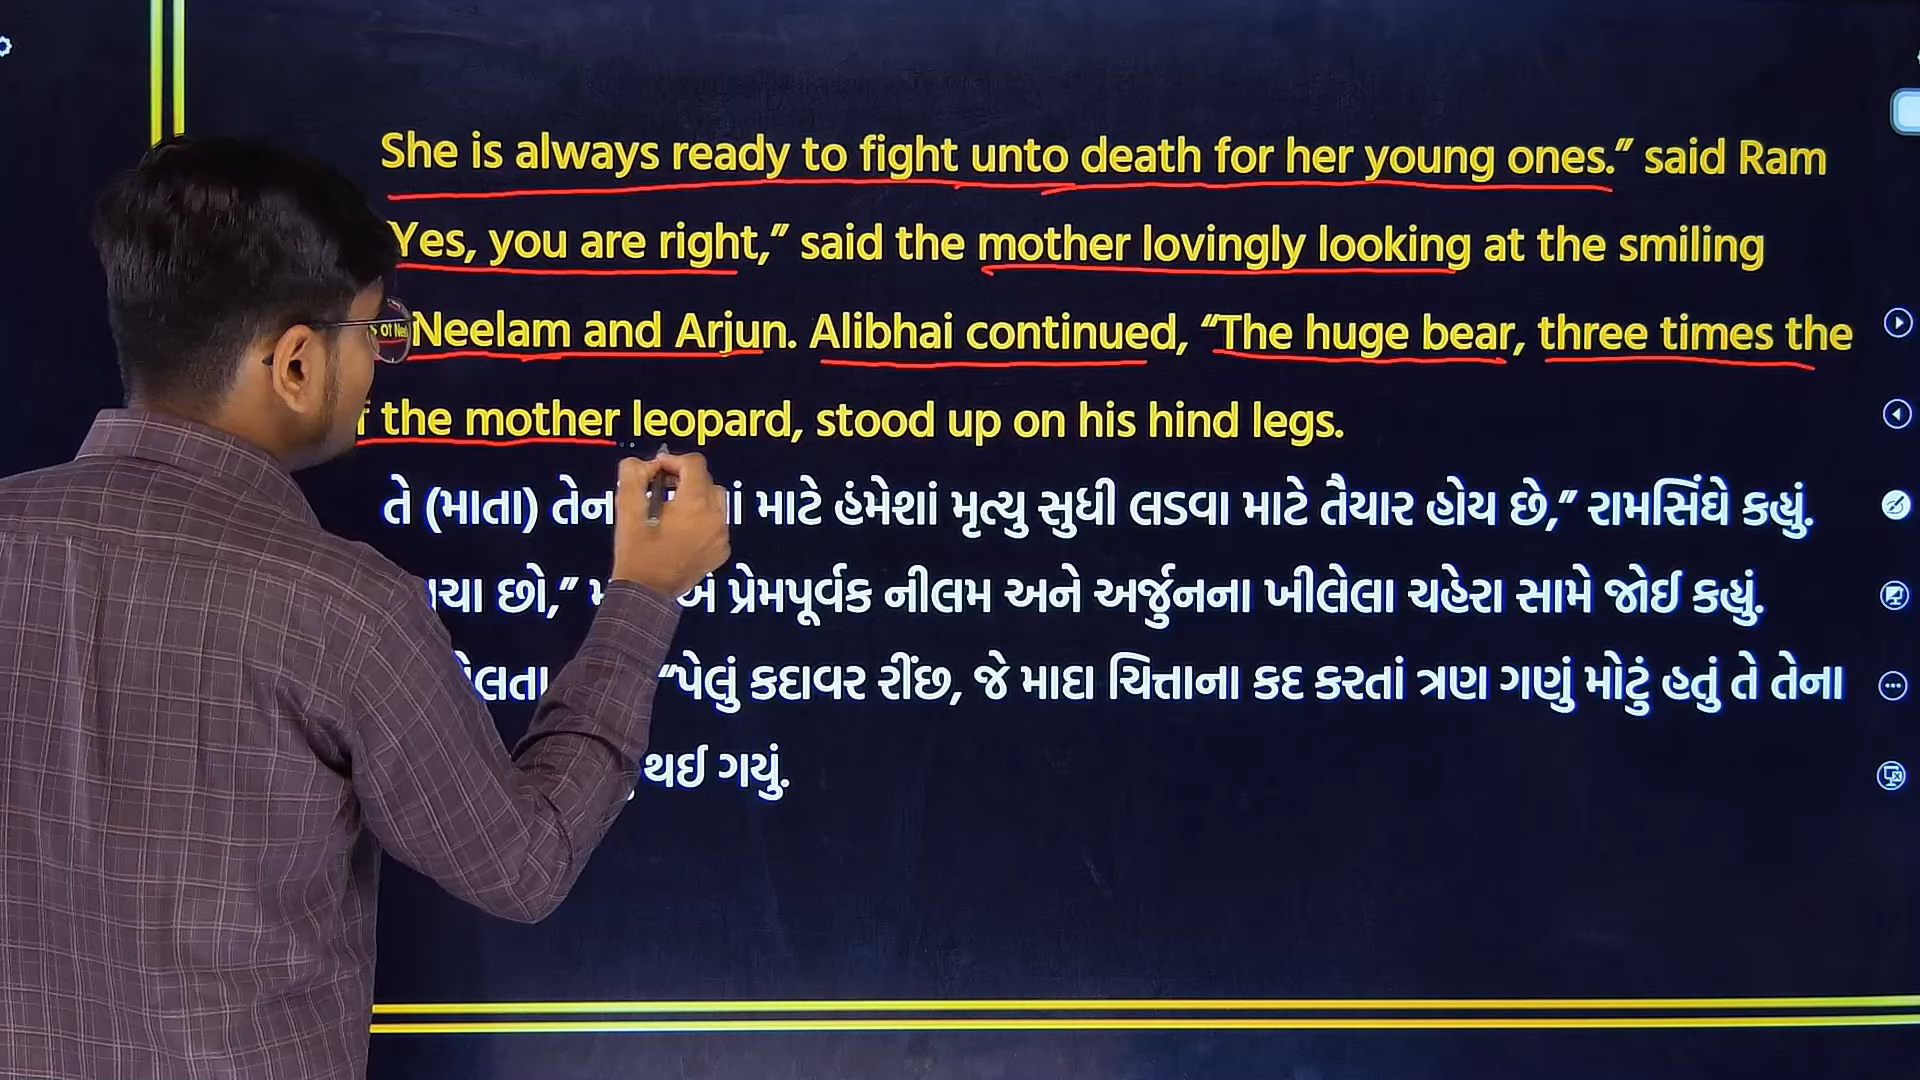 She is always ready to fight unto death for her young ones.” said Ram
Yes, you are right,” said the mother lovingly looking at the smiling
Neelam and Arjun. Alibhai continued, “The huge bear, three times the
the mother leopard, stood up on his hind legs.
તે (માતા) માટે હંમેશાં મૃત્યુ સુધી લડવા માટે તૈયાર હોય છે,” રામસિંઘે કહ્યું.
છો,” પ્રેમપૂર્વક નીલમ અને અર્જુનના ખીલેલા ચહેરા સામે જોઈ કહ્યું.
“પેલું કદાવર રીંછ, જે માદા ચિત્તાના કદ કરતાં ત્રણ ગણું મોટું હતું તે તેના
થઈ ગયું.